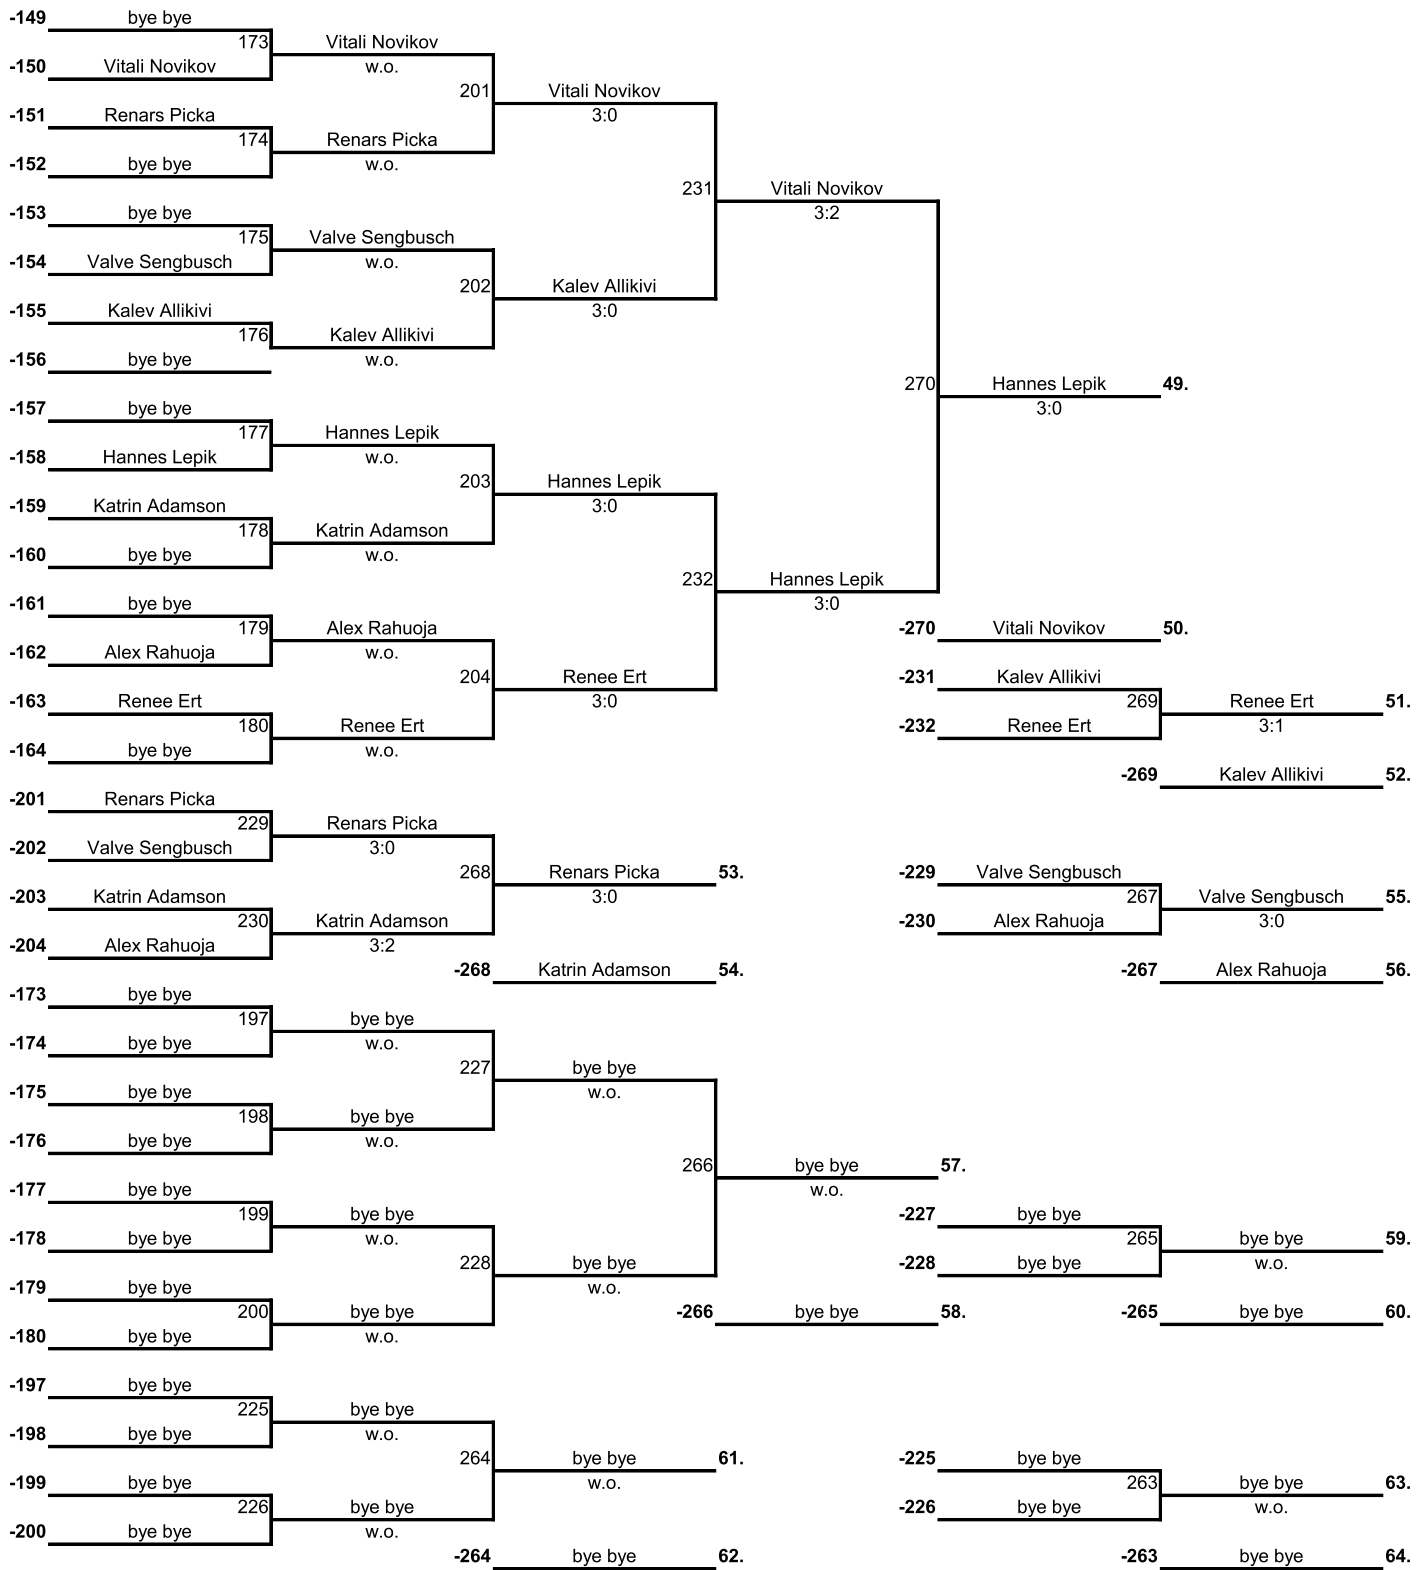 -149 bye bye
173 Vitali Novikov
-150 Vitali Novikov w.o.
201 Vitali Novikov
-151 Renars Picka 3:0
174 Renars Picka
-152 bye bye w.o.
231 Vitali Novikov
-153 bye bye 3:2
175 Valve Sengbusch
-154 Valve Sengbusch w.o.
202 Kalev Allikivi
-155 Kalev Allikivi 3:0
176 Kalev Allikivi
-156 bye bye w.o.
270 Hannes Lepik 49.
-157 bye bye 3:0
177 Hannes Lepik
-158 Hannes Lepik w.o.
203 Hannes Lepik
-159 Katrin Adamson 3:0
178 Katrin Adamson
-160 bye bye w.o.
232 Hannes Lepik
-161 bye bye 3:0
179 Alex Rahuoja -270 Vitali Novikov 50.
-162 Alex Rahuoja w.o.
204 Renee Ert -231 Kalev Allikivi
-163 Renee Ert 3:0 269 Renee Ert 51.
180 Renee Ert -232 Renee Ert 3:1
-164 bye bye w.o.
-269 Kalev Allikivi 52.
-201 Renars Picka
229 Renars Picka
-202 Valve Sengbusch 3:0
268 Renars Picka 53. -229 Valve Sengbusch
-203 Katrin Adamson 3:0 267 Valve Sengbusch 55.
230 Katrin Adamson -230 Alex Rahuoja 3:0
-204 Alex Rahuoja 3:2
-268 Katrin Adamson 54. -267 Alex Rahuoja 56.
-173 bye bye
197 bye bye
-174 bye bye w.o.
227 bye bye
-175 bye bye w.o.
198 bye bye
-176 bye bye w.o.
266 bye bye 57.
-177 bye bye w.o.
199 bye bye -227 bye bye
-178 bye bye w.o. 265 bye bye 59.
228 bye bye -228 bye bye w.o.
-179 bye bye w.o.
200 bye bye -266 bye bye 58. -265 bye bye 60.
-180 bye bye w.o.
-197 bye bye
225 bye bye
-198 bye bye w.o.
264 bye bye 61. -225 bye bye
-199 bye bye w.o. 263 bye bye 63.
226 bye bye -226 bye bye w.o.
-200 bye bye w.o.
-264 bye bye 62. -263 bye bye 64.